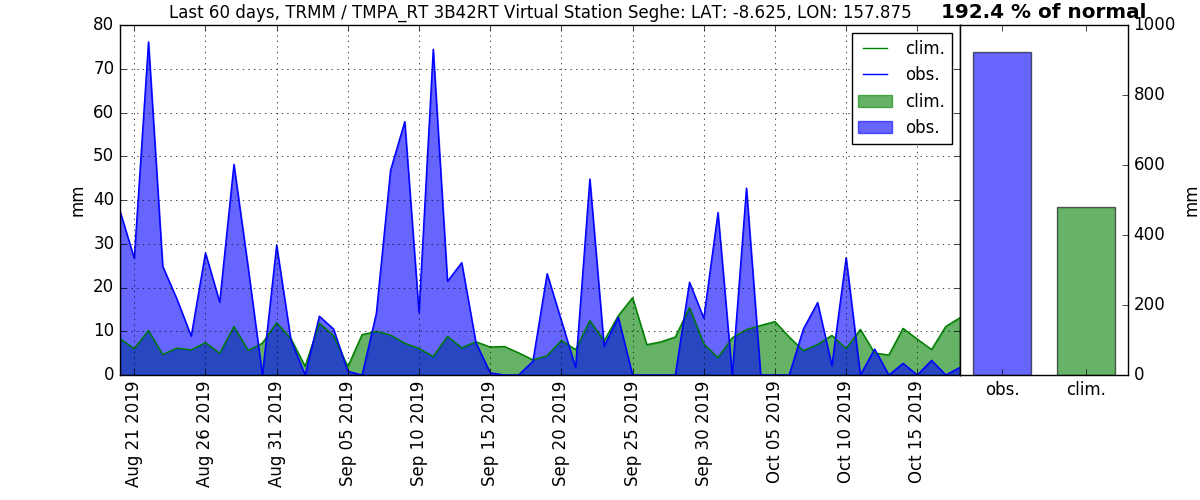 Last 60 days, TRMM / TMPA_RT 3B42RT Virtual Station Seghe: LAT: -8.625, LON: 157.875
192.4 % of normal
80
70
60
50
40
30
20
10
0
mm
clim.
obs.
clim.
obs.
1000
800
600
400
200
0
mm
Aug 21 2019
Aug 26 2019
Aug 31 2019
Sep 05 2019
Sep 10 2019
Sep 15 2019
Sep 20 2019
Sep 25 2019
Sep 30 2019
Oct 05 2019
Oct 10 2019
Oct 15 2019
obs.
clim.